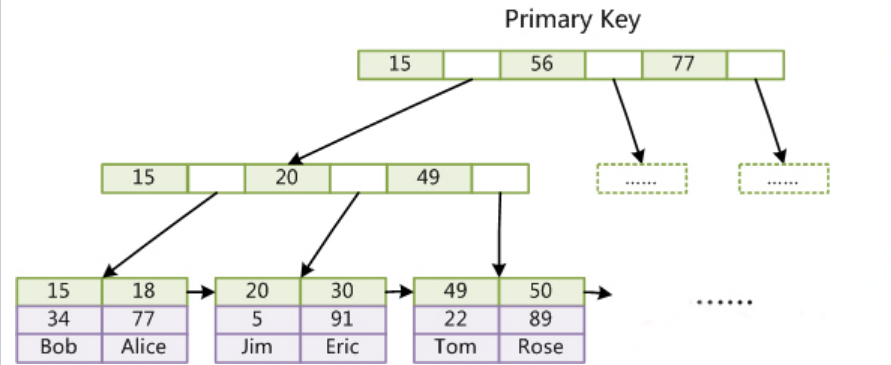 Primary Key
15 56 77
15 20 49
...... ......
15 18 20 30 49 50
......
34 77 5 91 22 89
Bob Alice Jim Eric Tom Rose